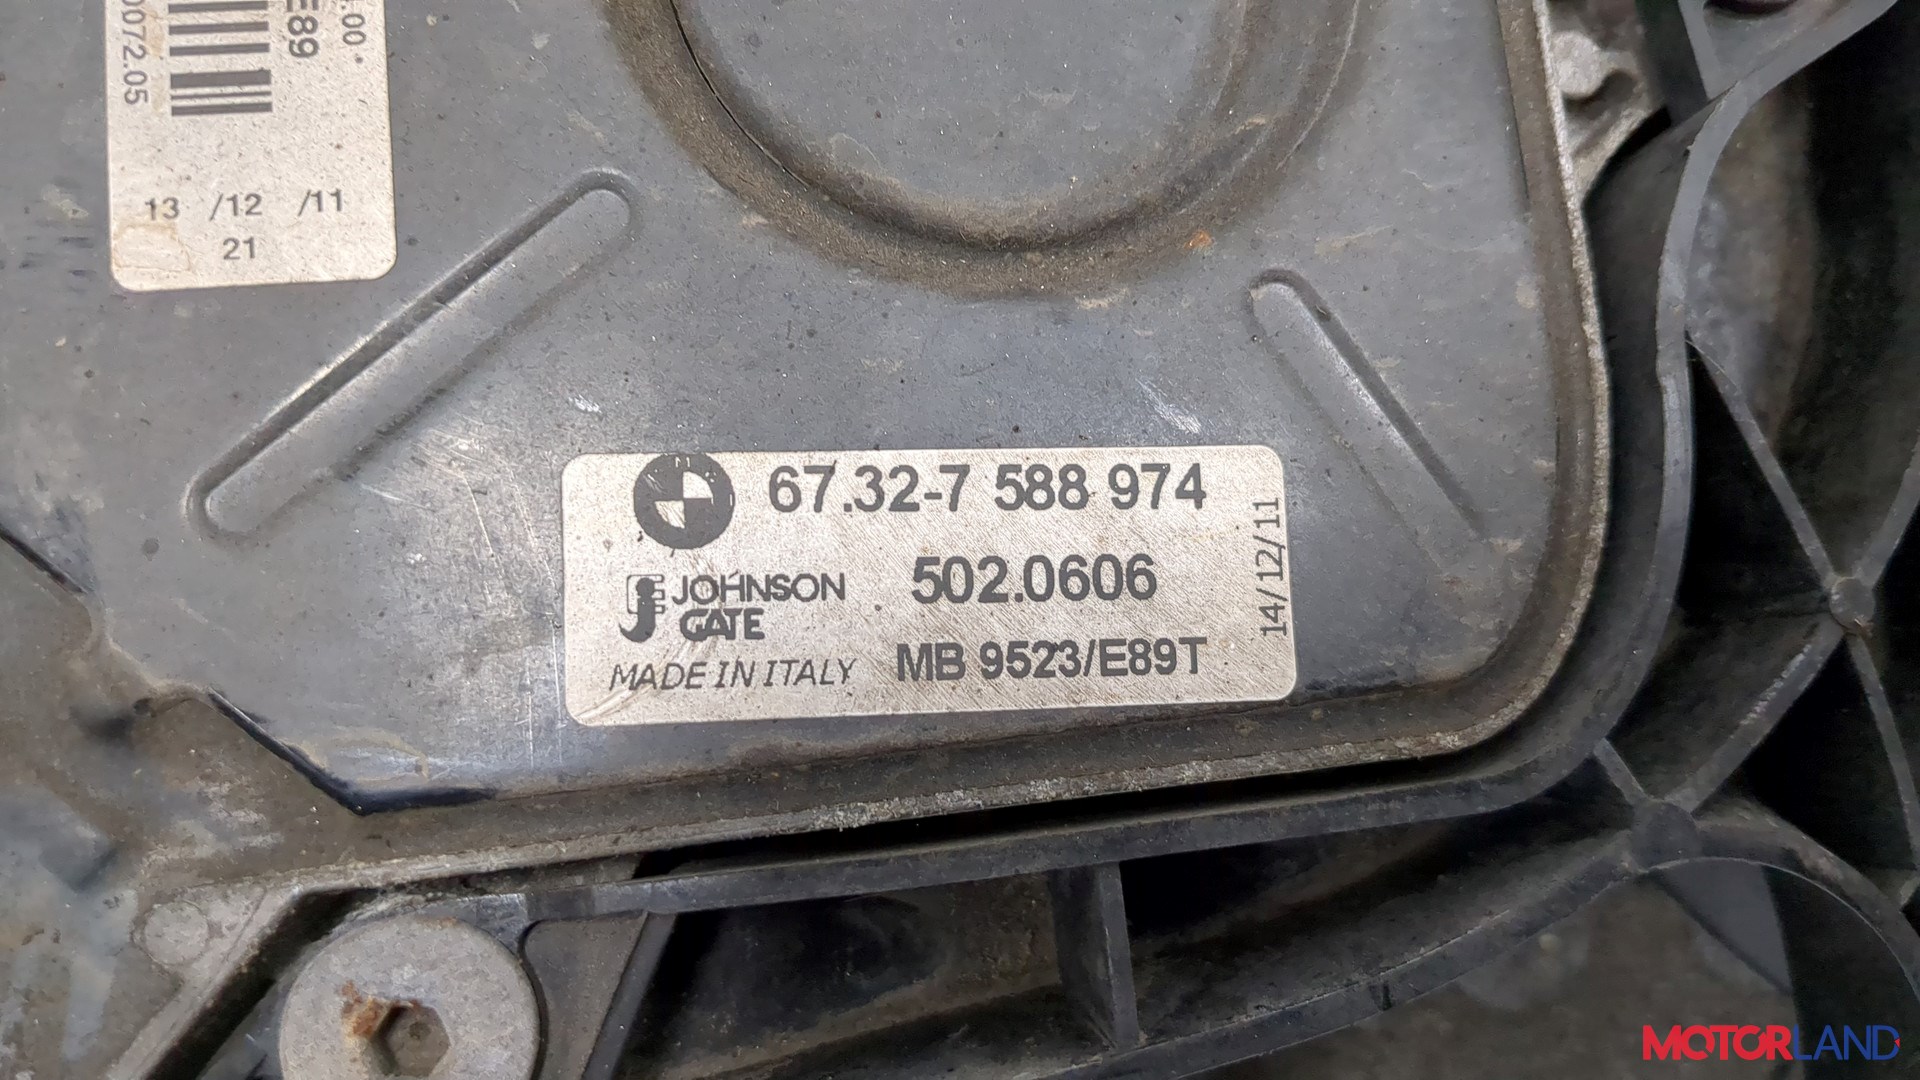 .00
E89
0072.05
13 /12 /11
21
67.32-7 588 974
JOHNSON
GATE
502.0606
MADE IN ITALY
MB 9523/E89T
14/12/11
MOTORLAND